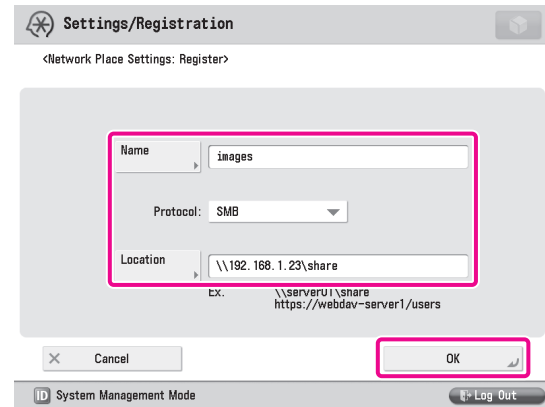 Settings/Registration
<Network Place Settings: Register>
Name
images
Protocol: SMB
Location
\\192.168.1.23\share
Ex. \\server01\share
https://webdav-server1/users
Cancel
OK
ID System Management Mode
Log Out